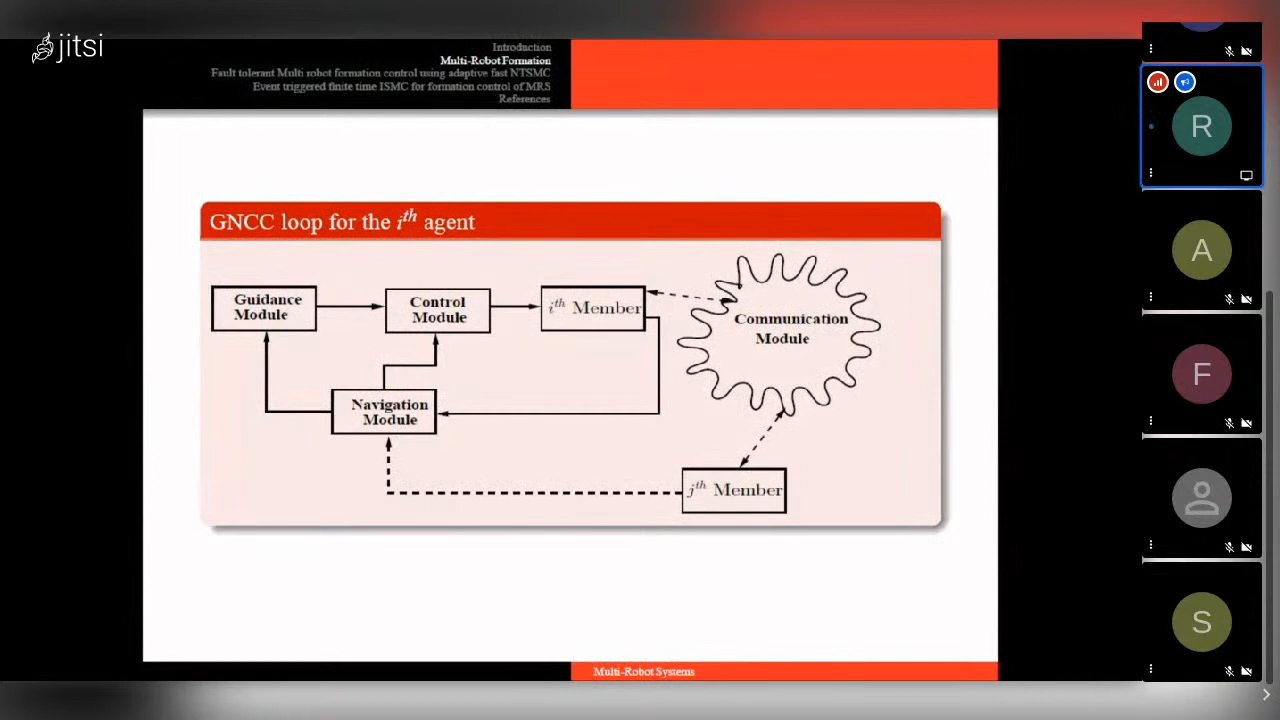 jitsi
Introduction
Multi-Robot Formation
Fault tolerant Multi robot formation control using adaptive fast NTSMC
Event triggered finite time ISMC for formation control of MRS
References
GNCC loop for the i^th agent
Guidance
Module
Control
Module
i^th Member
Communication
Module
Navigation
Module
j^th Member
Multi-Robot Systems
R
A
F
S